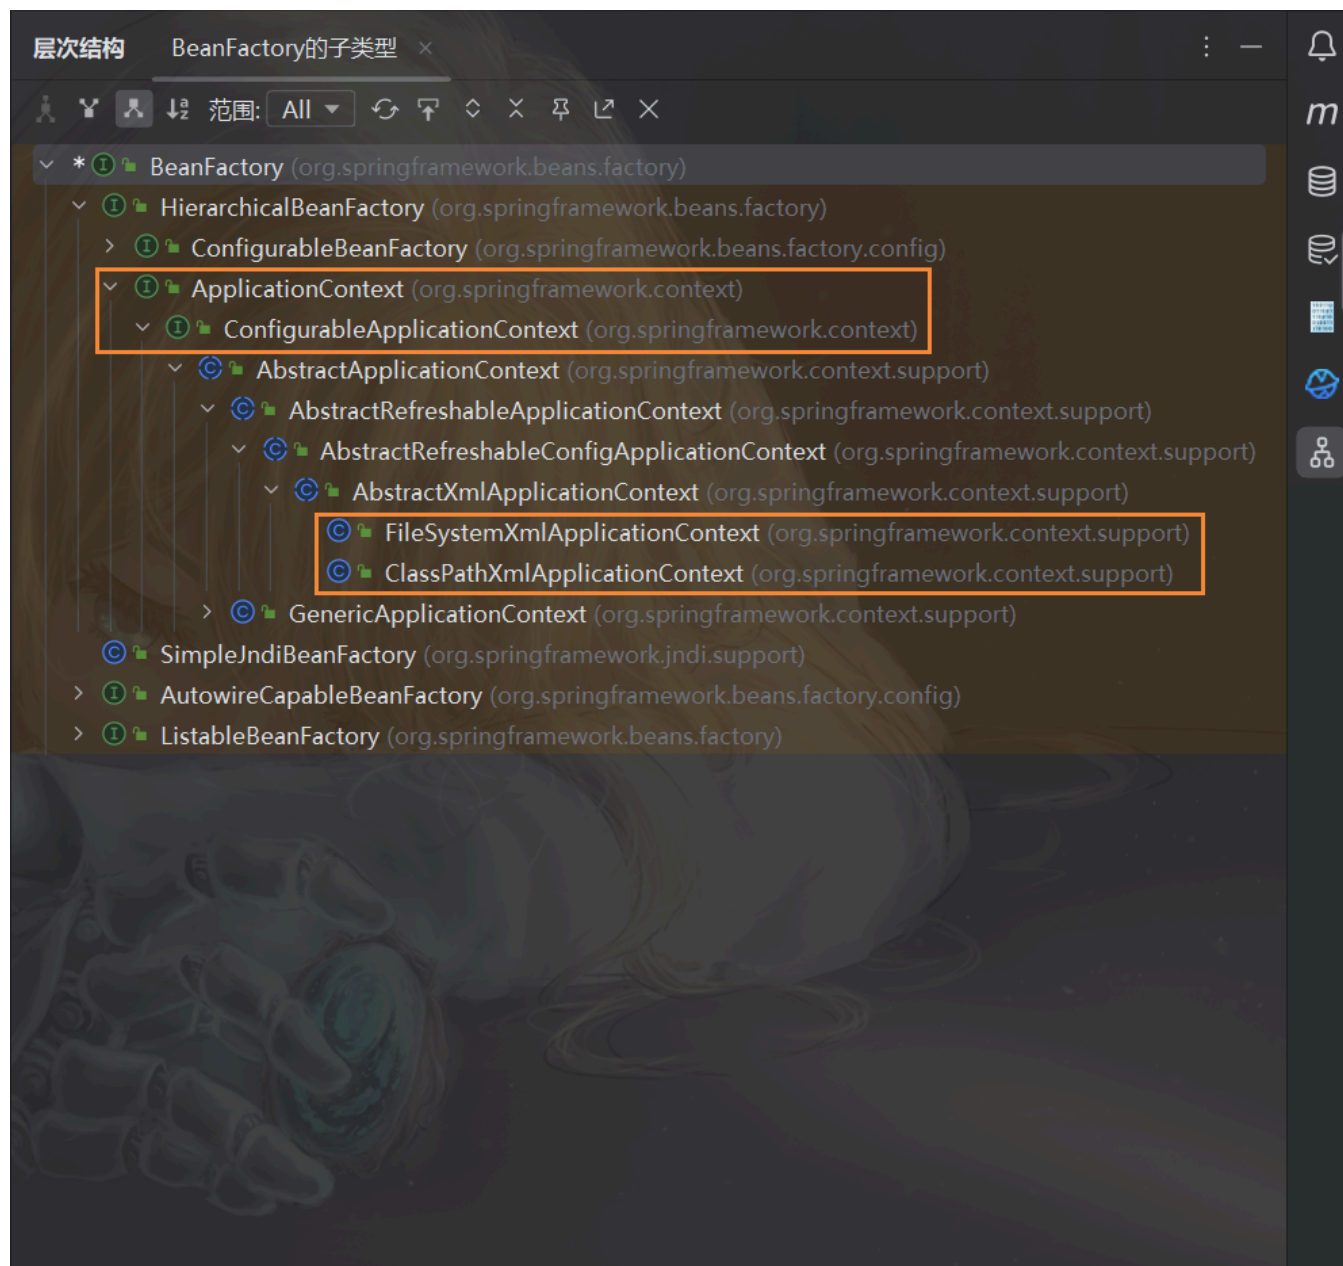 层次结构 BeanFactory的子类型
范围: All
* BeanFactory (org.springframework.beans.factory)
HierarchicalBeanFactory (org.springframework.beans.factory)
ConfigurableBeanFactory (org.springframework.beans.factory.config)
ApplicationContext (org.springframework.context)
ConfigurableApplicationContext (org.springframework.context)
AbstractApplicationContext (org.springframework.context.support)
AbstractRefreshableApplicationContext (org.springframework.context.support)
AbstractRefreshableConfigApplicationContext (org.springframework.context.support)
AbstractXmlApplicationContext (org.springframework.context.support)
FileSystemXmlApplicationContext (org.springframework.context.support)
ClassPathXmlApplicationContext (org.springframework.context.support)
GenericApplicationContext (org.springframework.context.support)
SimpleJndiBeanFactory (org.springframework.jndi.support)
AutowireCapableBeanFactory (org.springframework.beans.factory.config)
ListableBeanFactory (org.springframework.beans.factory)